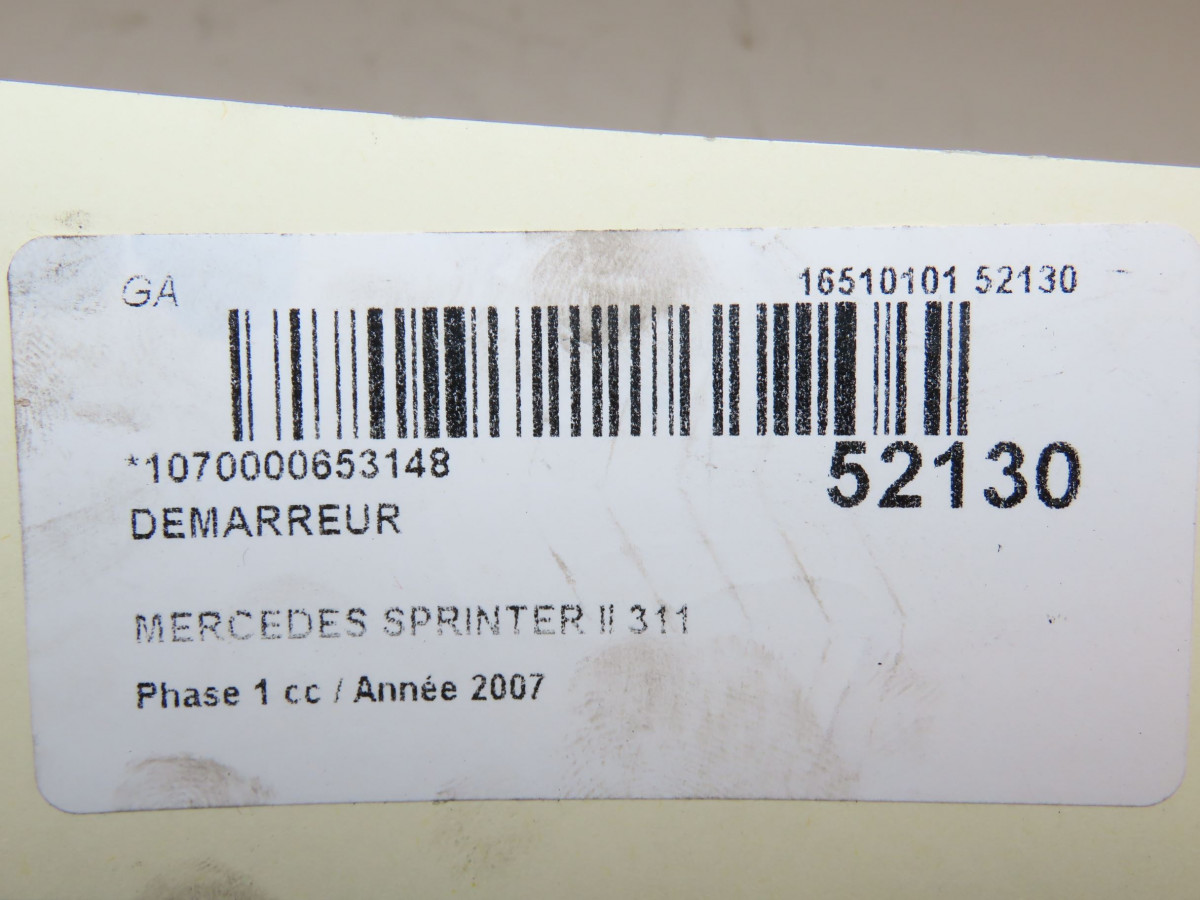 GA
16510101 52130
*1070000653148
52130
DEMARREUR
MERCEDES SPRINTER II 311
Phase 1 cc / Année 2007